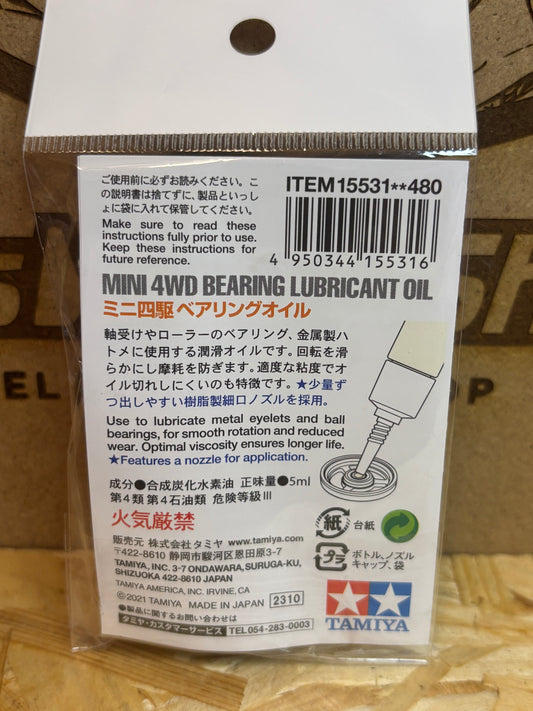 ご使用前に必ずお読みください。こ
の説明書は捨てずに、製品といっし
ょに袋に入れて保管してください。
Make sure to read these
instructions fully prior to use.
Keep these instructions for
future reference.
ITEM 15531**480
4 950344 155316
MINI 4WD BEARING LUBRICANT OIL
ミニ四駆 ベアリングオイル
軸受けやローラーのベアリング、金属製ハ
トメに使用する潤滑オイルです。回転を滑
らかにし摩耗を防ぎます。適度な粘度でオ
イル切れしにくいのも特徴です。★少量ず
つ出しやすい樹脂製細口ノズルを採用。
Use to lubricate metal eyelets and ball
bearings, for smooth rotation and reduced
wear. Optimal viscosity ensures longer life.
★Features a nozzle for application.
成分●合成炭化水素油 正味量●5ml
第4類 第4石油類 危険等級III
火気厳禁
販売元 株式会社タミヤ www.tamiya.com
〒422-8610 静岡市駿河区恩田原3-7
TAMIYA, INC. 3-7 ONDAWARA, SURUGA-KU,
SHIZUOKA 422-8610 JAPAN
TAMIYA AMERICA, INC. IRVINE, CA
©2021 TAMIYA MADE IN JAPAN 2310
●製品に関するお問い合わせは
タミヤ・カスタマーサービス TEL 054-283-0003
紙 台紙
プラ ボトル、ノズル
キャップ、袋
TAMIYA